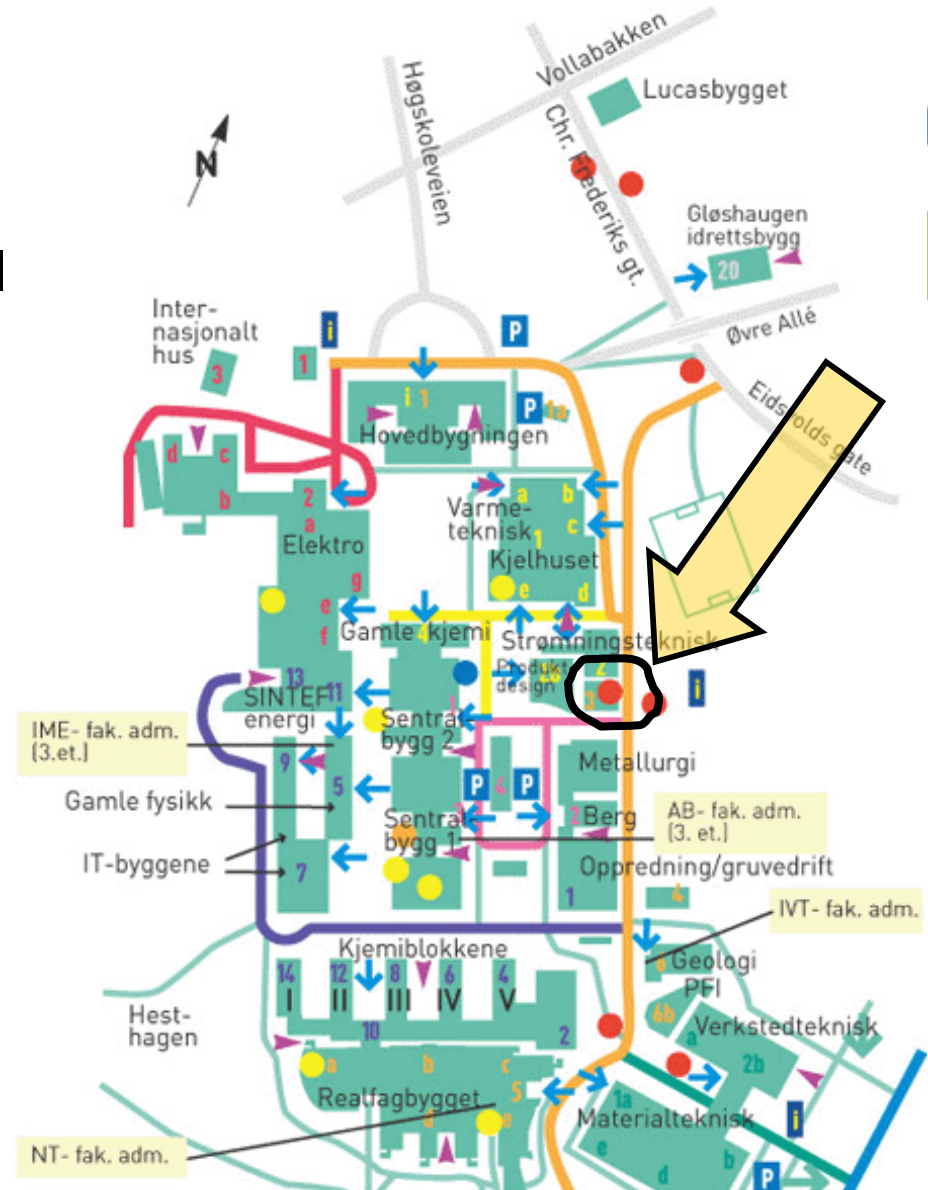 Vollabakken
Lucasbygget
Høgskoleveien
Chr. Frederiks gt.
N
Gløshaugen
idrettsbygg
20
Øvre Allé
Eidsvolds gate
Inter-
nasjonalt
hus
3
1
i
P
i 1
P
1a
Hovedbygningen
d
c
b
2
a
Elektro
g
e
f
a
b
Varme-
teknisk
c
1
Kjelhuset
e
d
Gamle kjemi
4
Strømningsteknisk
Produkt-
design
2b
2
3
i
13
SINTEF
energi
11
1
Sentral-
bygg 2
IME- fak. adm.
(3.et.)
9
5
P
4
P
Metallurgi
Gamle fysikk
3
Sentral-
bygg 1
2
Berg
AB- fak. adm.
(3. et.)
IT-byggene
7
1
Oppredning/gruvedrift
4
IVT- fak. adm.
Kjemiblokkene
14
12
8
6
4
I
II
III
IV
V
10
2
6
Geologi
PFI
6b
Hest-
hagen
a
Verkstedteknisk
2b
a
b
c
5
Realfagbygget
d
e
1a
Materialteknisk
i
e
d
b
P
NT- fak. adm.